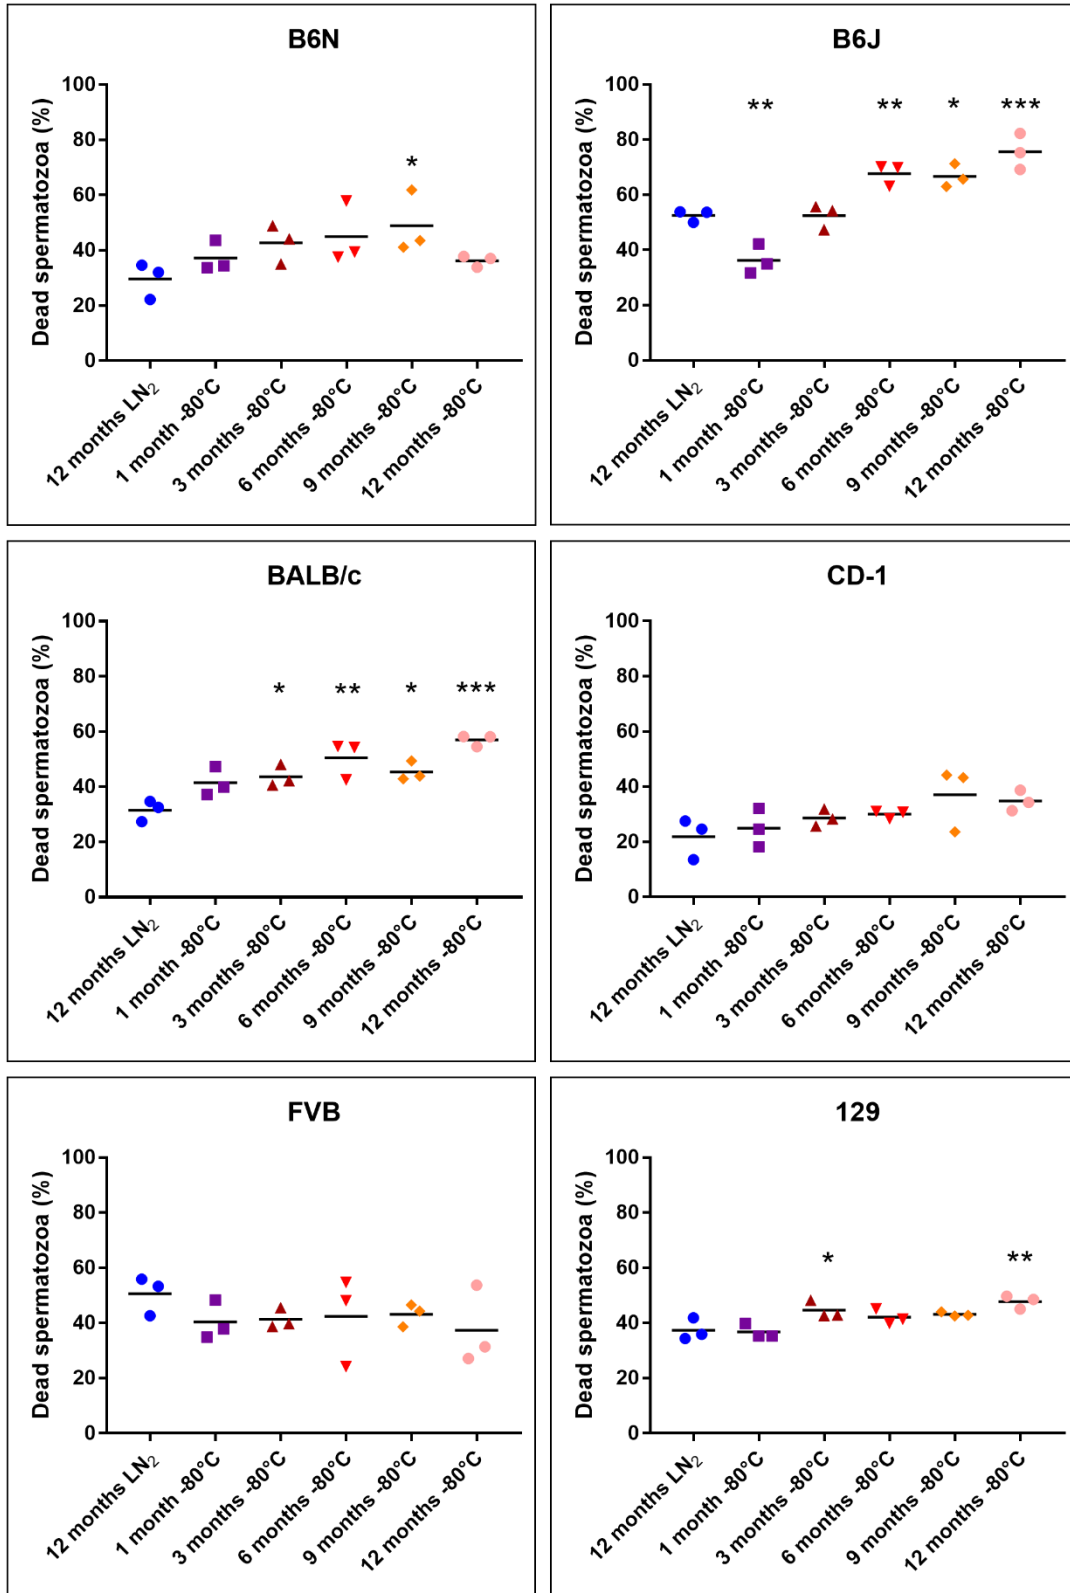 B6N
Dead spermatozoa (%)
100
80
60
40
20
0
*
12 months LN₂
1 month -80°C
3 months -80°C
6 months -80°C
9 months -80°C
12 months -80°C
B6J
Dead spermatozoa (%)
100
80
60
40
20
0
** ** * ***
12 months LN₂
1 month -80°C
3 months -80°C
6 months -80°C
9 months -80°C
12 months -80°C
BALB/c
Dead spermatozoa (%)
100
80
60
40
20
0
* ** * ***
12 months LN₂
1 month -80°C
3 months -80°C
6 months -80°C
9 months -80°C
12 months -80°C
CD-1
Dead spermatozoa (%)
100
80
60
40
20
0
12 months LN₂
1 month -80°C
3 months -80°C
6 months -80°C
9 months -80°C
12 months -80°C
FVB
Dead spermatozoa (%)
100
80
60
40
20
0
12 months LN₂
1 month -80°C
3 months -80°C
6 months -80°C
9 months -80°C
12 months -80°C
129
Dead spermatozoa (%)
100
80
60
40
20
0
* **
12 months LN₂
1 month -80°C
3 months -80°C
6 months -80°C
9 months -80°C
12 months -80°C